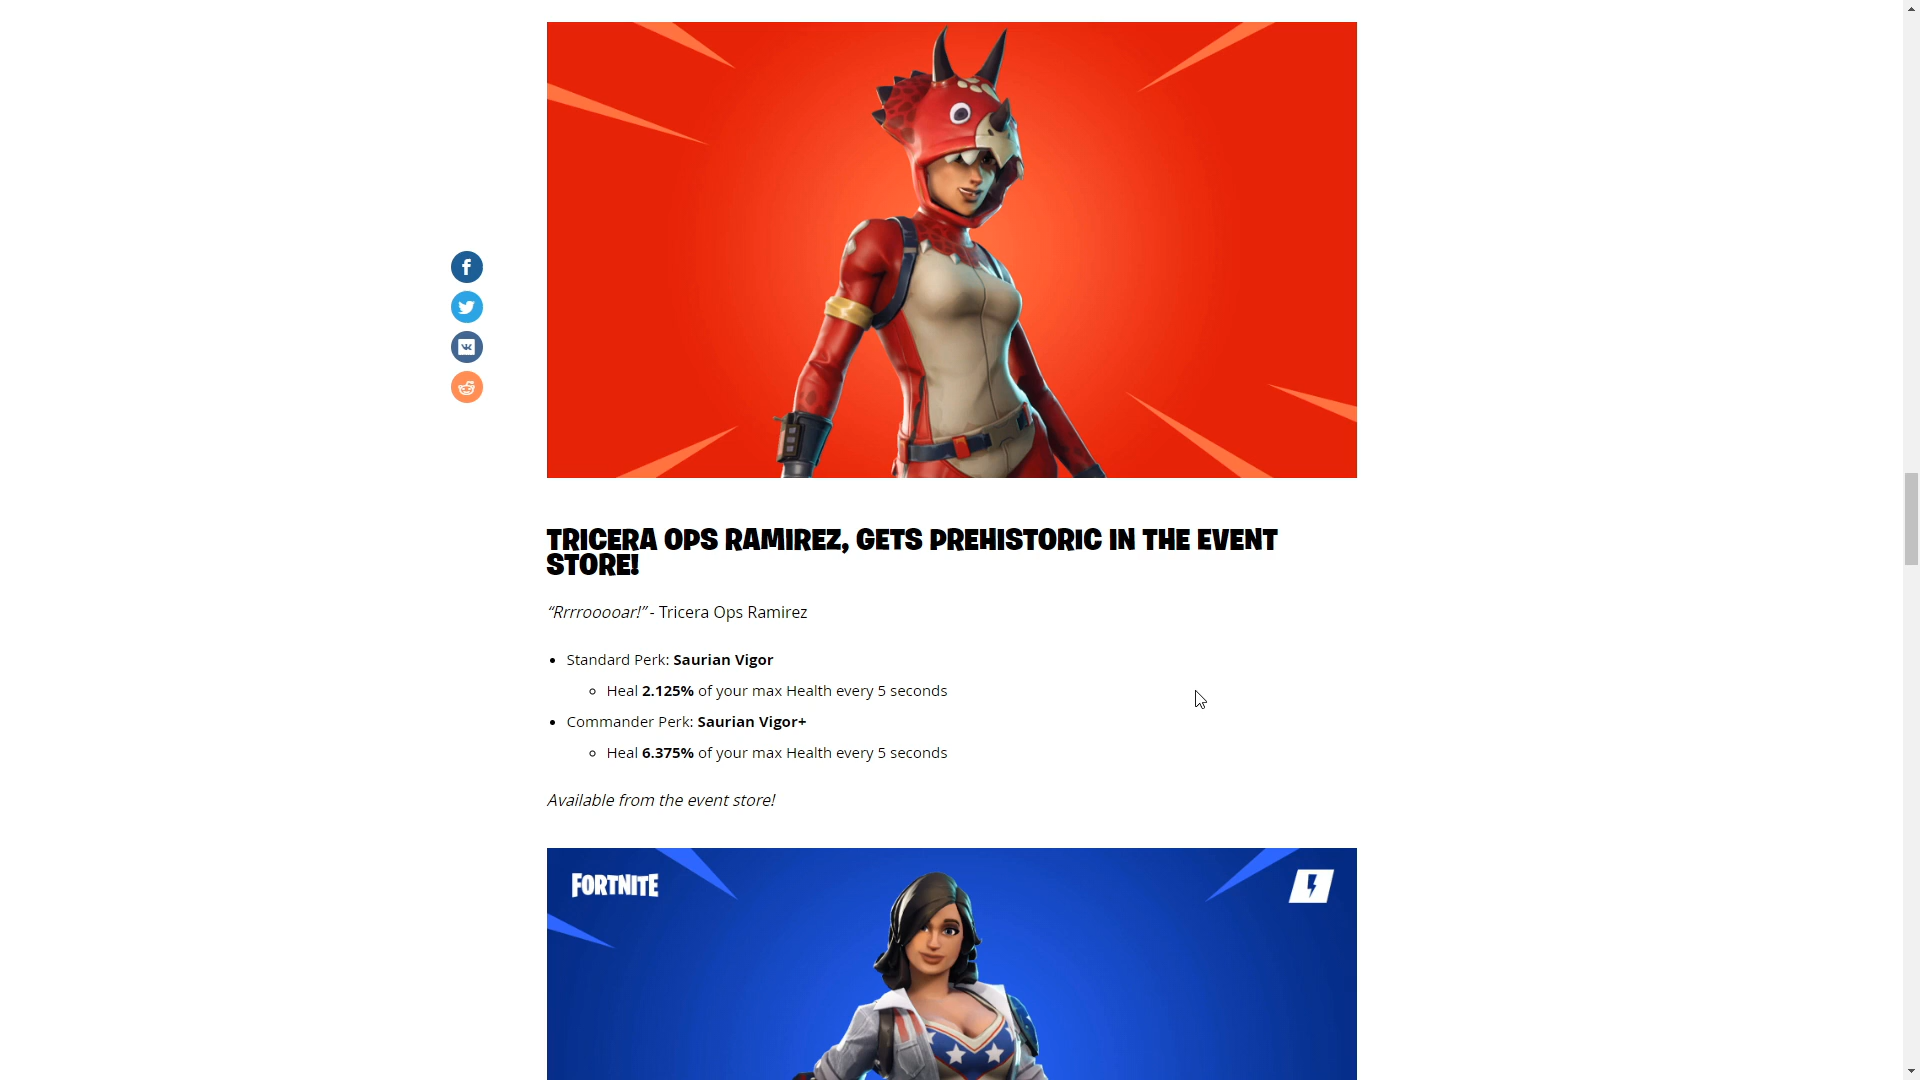 TRICERA OPS RAMIREZ, GETS PREHISTORIC IN THE EVENT
STORE!
“Rrrrooooar!” - Tricera Ops Ramirez
• Standard Perk: Saurian Vigor
◦ Heal 2.125% of your max Health every 5 seconds
• Commander Perk: Saurian Vigor+
◦ Heal 6.375% of your max Health every 5 seconds
Available from the event store!
FORTNITE